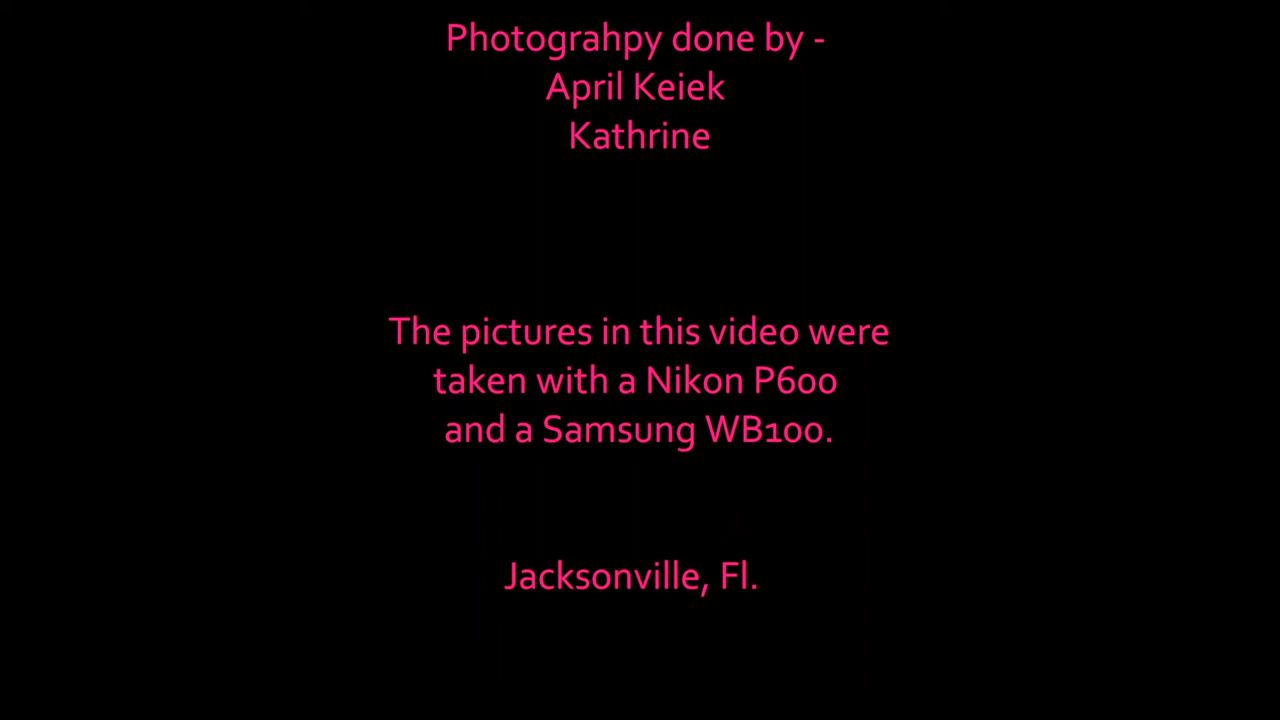 Photograhpy done by -
April Keiek
Kathrine
The pictures in this video were
taken with a Nikon P600
and a Samsung WB100.
Jacksonville, Fl.